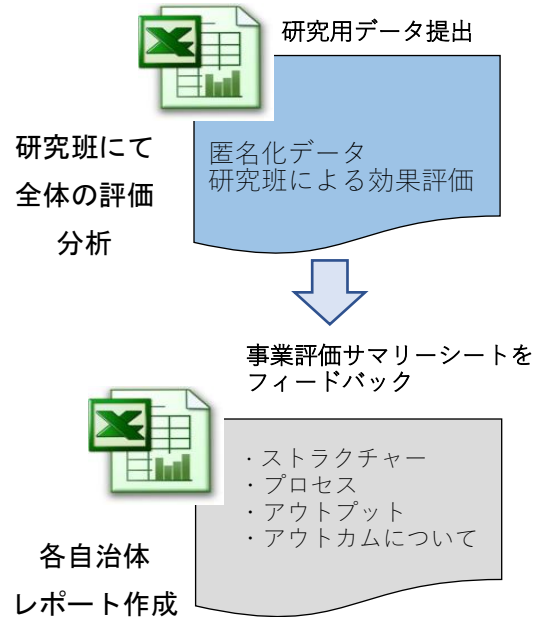 研究用データ提出
研究班にて
全体の評価
分析
匿名化データ
研究班による効果評価
事業評価サマリーシートを
フィードバック
・ストラクチャー
・プロセス
・アウトプット
・アウトカムについて
各自治体
レポート作成